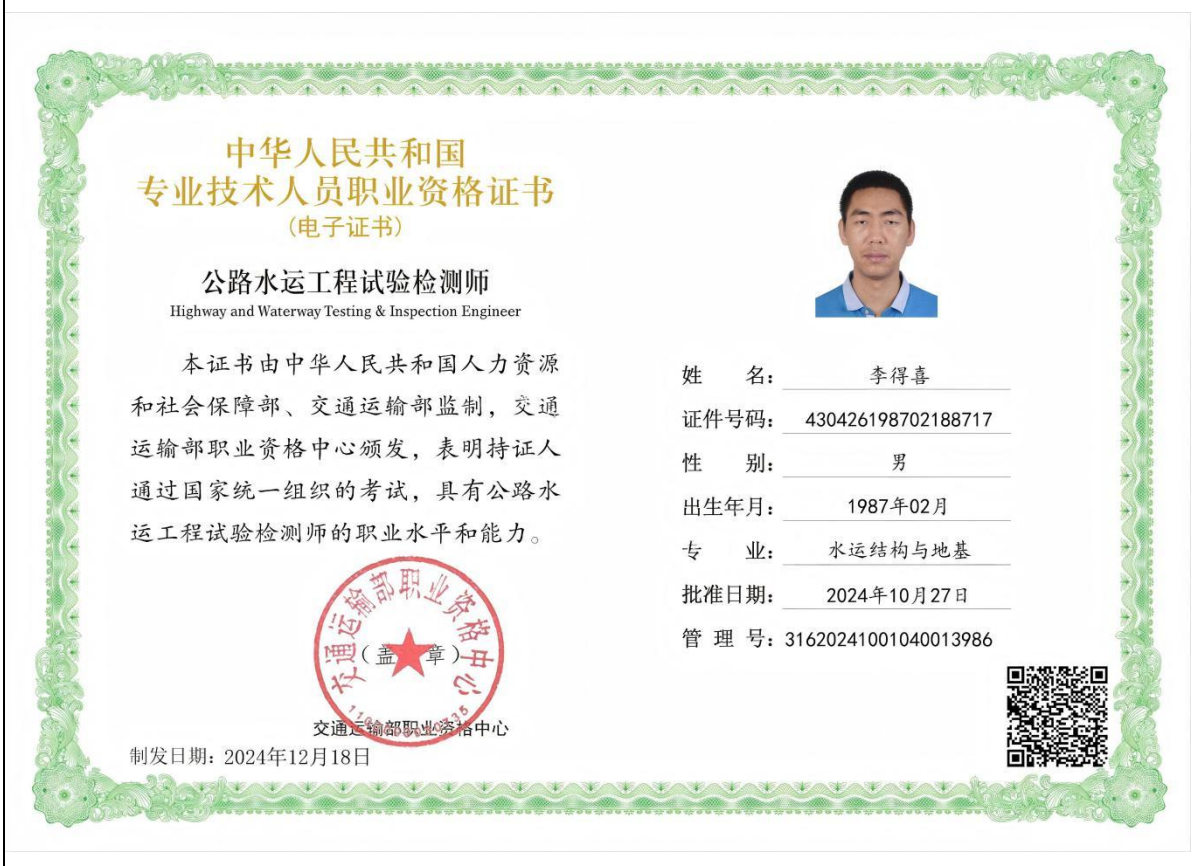 中华人民共和国
专业技术人员职业资格证书
(电子证书)
公路水运工程试验检测师
Highway and Waterway Testing & Inspection Engineer
本证书由中华人民共和国人力资源
和社会保障部、交通运输部监制，交通
运输部职业资格中心颁发，表明持证人
通过国家统一组织的考试，具有公路水
运工程试验检测师的职业水平和能力。
交通运输部职业资格中心
(盖 章)
交通运输部职业资格中心
制发日期：2024年12月18日
姓 名： 李得喜
证件号码： 430426198702188717
性 别： 男
出生年月： 1987年02月
专 业： 水运结构与地基
批准日期： 2024年10月27日
管 理 号：31620241001040013986